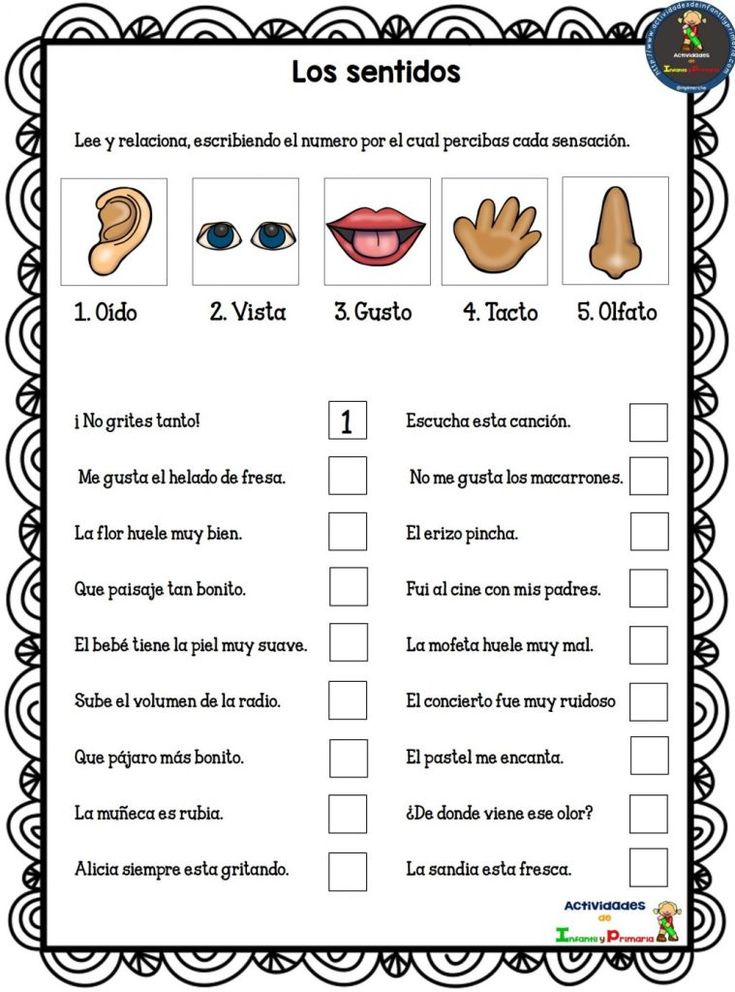 Los sentidos
Lee y relaciona, escribiendo el numero por el cual percibas cada sensación.
1. Oído
2. Vista
3. Gusto
4. Tacto
5. Olfato
¡ No grites tanto!
1
Escucha esta canción.
Me gusta el helado de fresa.
No me gusta los macarrones.
La flor huele muy bien.
El erizo pincha.
Que paisaje tan bonito.
Fui al cine con mis padres.
El bebé tiene la piel muy suave.
La mofeta huele muy mal.
Sube el volumen de la radio.
El concierto fue muy ruidoso
Que pájaro más bonito.
El pastel me encanta.
La muñeca es rubia.
¿De donde viene ese olor?
Alicia siempre esta gritando.
La sandia esta fresca.
Actividades
de
Infantil y Primaria